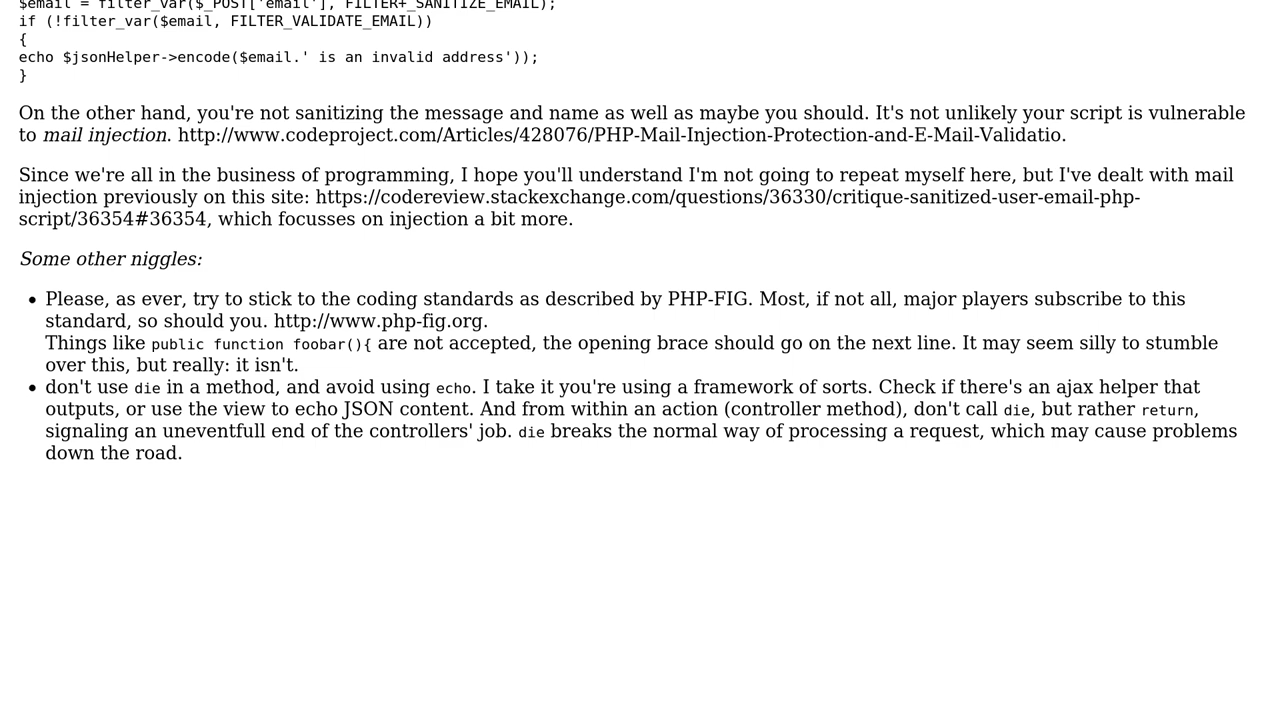 $email = filter_var($_POST['email'], FILTER+_SANITIZE_EMAIL);
if (!filter_var($email, FILTER_VALIDATE_EMAIL))
{
echo $jsonHelper->encode($email.' is an invalid address'));
}
On the other hand, you're not sanitizing the message and name as well as maybe you should. It's not unlikely your script is vulnerable
to mail injection. http://www.codeproject.com/Articles/428076/PHP-Mail-Injection-Protection-and-E-Mail-Validatio.
Since we're all in the business of programming, I hope you'll understand I'm not going to repeat myself here, but I've dealt with mail
injection previously on this site: https://codereview.stackexchange.com/questions/36330/critique-sanitized-user-email-php-
script/36354#36354, which focusses on injection a bit more.
Some other niggles:
• Please, as ever, try to stick to the coding standards as described by PHP-FIG. Most, if not all, major players subscribe to this
standard, so should you. http://www.php-fig.org.
Things like public function foobar(){ are not accepted, the opening brace should go on the next line. It may seem silly to stumble
over this, but really: it isn't.
• don't use die in a method, and avoid using echo. I take it you're using a framework of sorts. Check if there's an ajax helper that
outputs, or use the view to echo JSON content. And from within an action (controller method), don't call die, but rather return,
signaling an uneventfull end of the controllers' job. die breaks the normal way of processing a request, which may cause problems
down the road.